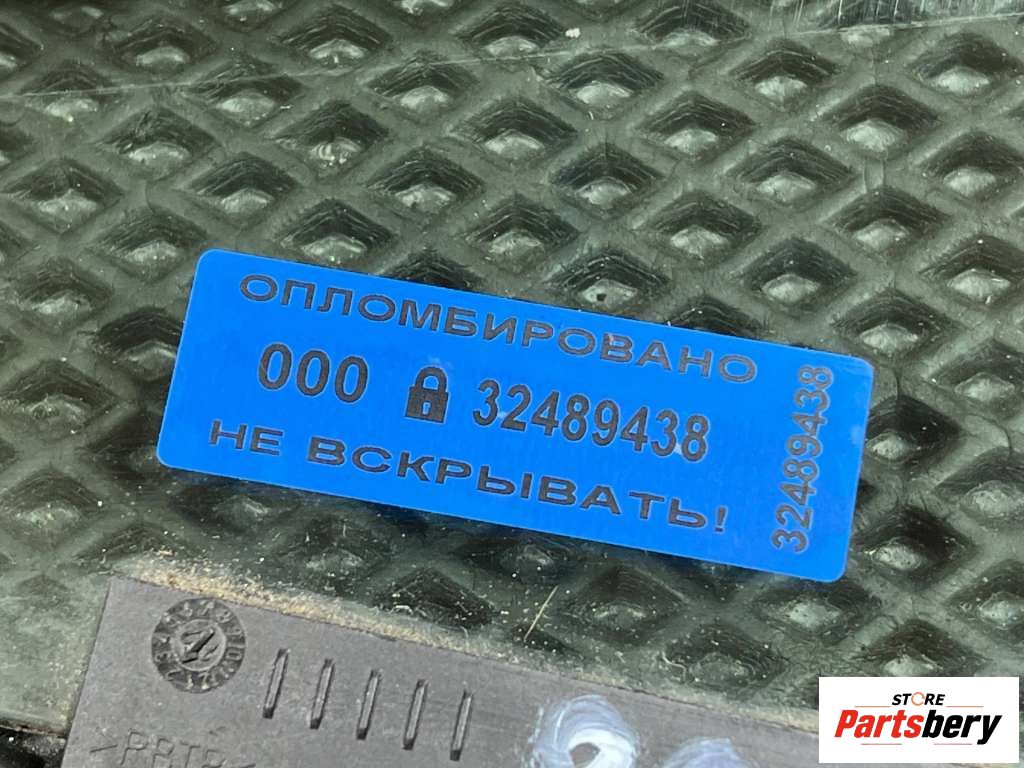 ОПЛОМБИРОВАНО
000 32489438
НЕ ВСКРЫВАТЬ!
32489438
STORE
Partsbery